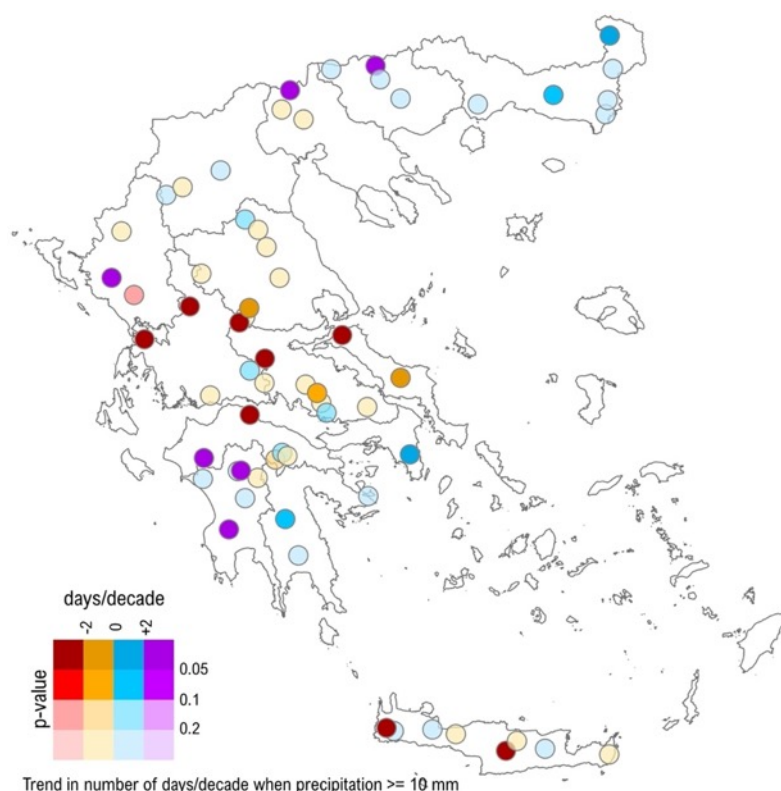 days/decade
-2 0 +2
p-value
0.05
0.1
0.2
Trend in number of days/decade when precipitation >= 10 mm